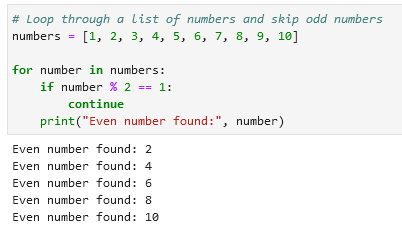 # Loop through a list of numbers and skip odd numbers
numbers = [1, 2, 3, 4, 5, 6, 7, 8, 9, 10]
for number in numbers:
    if number % 2 == 1:
        continue
    print("Even number found:", number)
Even number found: 2
Even number found: 4
Even number found: 6
Even number found: 8
Even number found: 10